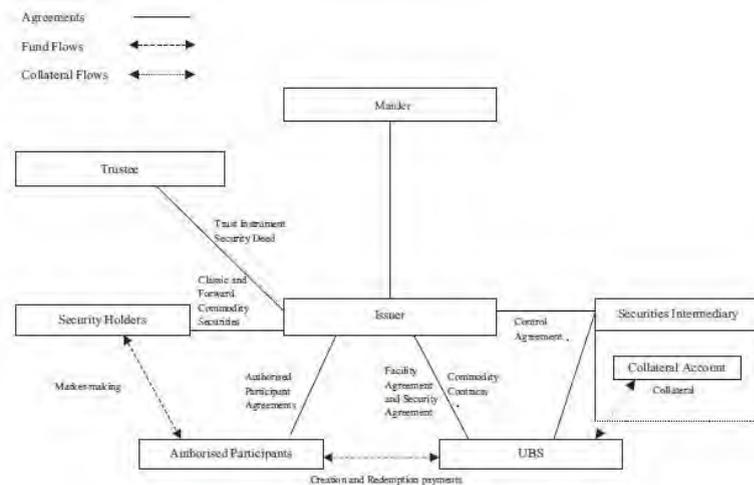 Agreements
Fund Flows
Collateral Flows
Manler
Trustee
Trust Instrument
Security Deed
Classic and
Forward
Commodity
Securities
Security Holders
Issuer
Control
Agreement
Securities Intermediary
Collateral Account
Collateral
Market-making
Authorised
Participant
Agreements
Facility
Agreement
and Security
Agreement
Commodity
Contracts
Authorised Participants
UBS
Creation and Redemption payments